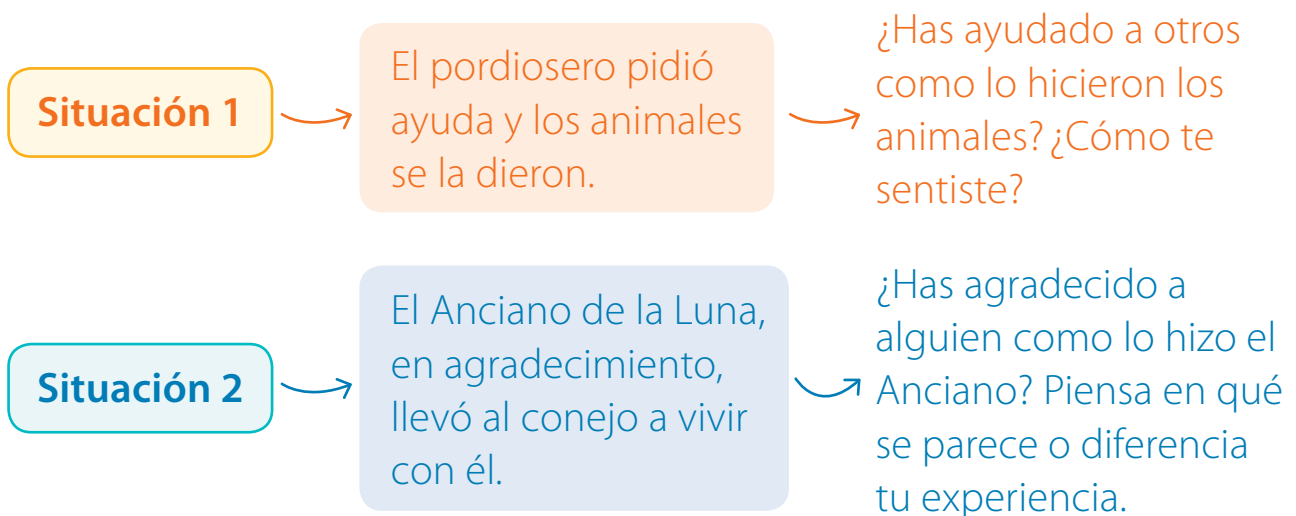 Situación 1
El pordiosero pidió
ayuda y los animales
se la dieron.
¿Has ayudado a otros
como lo hicieron los
animales? ¿Cómo te
sentiste?
Situación 2
El Anciano de la Luna,
en agradecimiento,
llevó al conejo a vivir
con él.
¿Has agradecido a
alguien como lo hizo el
Anciano? Piensa en qué
se parece o diferencia
tu experiencia.